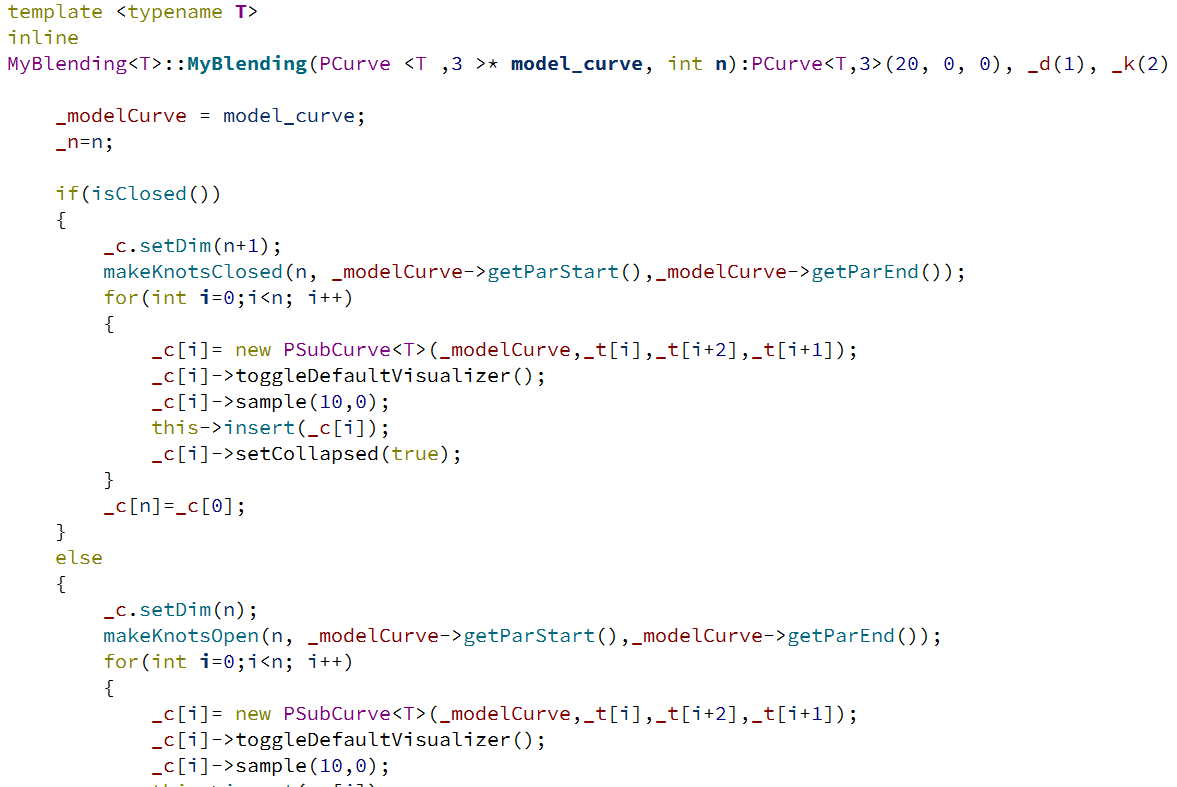 template <typename T>
inline
MyBlending<T>::MyBlending(PCurve <T ,3 >* model_curve, int n):PCurve<T,3>(20, 0, 0), _d(1), _k(2)
_modelCurve = model_curve;
_n=n;
if(isClosed())
{
_c.setDim(n+1);
makeKnotsClosed(n, _modelCurve->getParStart(),_modelCurve->getParEnd());
for(int i=0;i<n; i++)
{
_c[i]= new PSubCurve<T>(_modelCurve,_t[i],_t[i+2],_t[i+1]);
_c[i]->toggleDefaultVisualizer();
_c[i]->sample(10,0);
this->insert(_c[i]);
_c[i]->setCollapsed(true);
}
_c[n]=_c[0];
}
else
{
_c.setDim(n);
makeKnotsOpen(n, _modelCurve->getParStart(),_modelCurve->getParEnd());
for(int i=0;i<n; i++)
{
_c[i]= new PSubCurve<T>(_modelCurve,_t[i],_t[i+2],_t[i+1]);
_c[i]->toggleDefaultVisualizer();
_c[i]->sample(10,0);